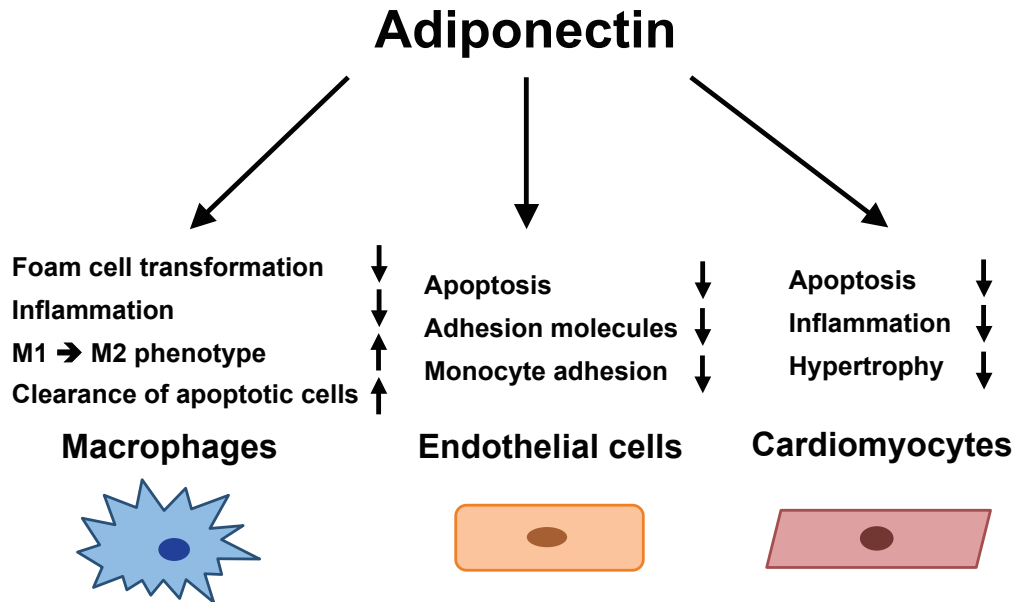 Adiponectin
Foam cell transformation ↓
Inflammation ↓
M1 ➔ M2 phenotype ↑
Clearance of apoptotic cells ↑
Macrophages
Apoptosis ↓
Adhesion molecules ↓
Monocyte adhesion ↓
Endothelial cells
Apoptosis ↓
Inflammation ↓
Hypertrophy ↓
Cardiomyocytes